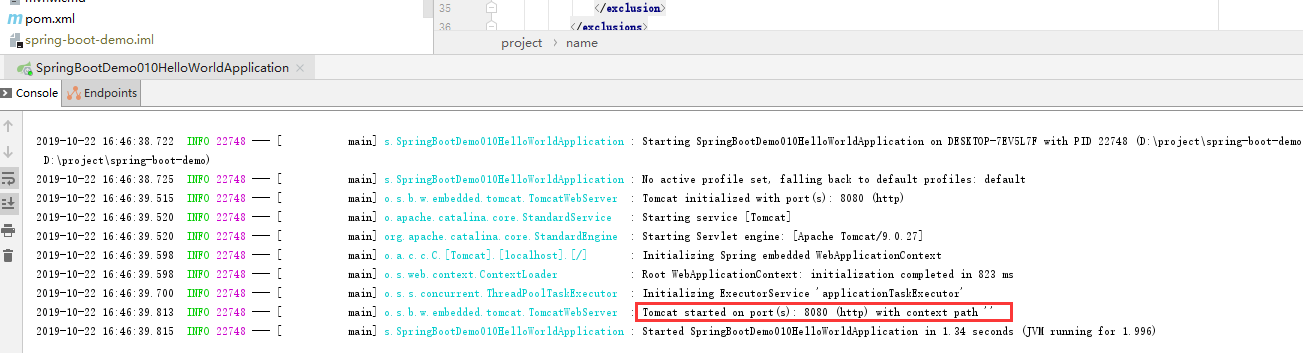 mvnw.cmd
pom.xml
spring-boot-demo.iml
35 </exclusion>
36 </exclusions>
project > name
SpringBootDemo010HelloWorldApplication ×
Console Endpoints
2019-10-22 16:46:38.722 INFO 22748 --- [ main] s.SpringBootDemo010HelloWorldApplication : Starting SpringBootDemo010HelloWorldApplication on DESKTOP-7EV5L7F with PID 22748 (D:\project\spring-boot-demo
D:\project\spring-boot-demo)
2019-10-22 16:46:38.725 INFO 22748 --- [ main] s.SpringBootDemo010HelloWorldApplication : No active profile set, falling back to default profiles: default
2019-10-22 16:46:39.515 INFO 22748 --- [ main] o.s.b.w.embedded.tomcat.TomcatWebServer : Tomcat initialized with port(s): 8080 (http)
2019-10-22 16:46:39.520 INFO 22748 --- [ main] o.apache.catalina.core.StandardService : Starting service [Tomcat]
2019-10-22 16:46:39.520 INFO 22748 --- [ main] org.apache.catalina.core.StandardEngine : Starting Servlet engine: [Apache Tomcat/9.0.27]
2019-10-22 16:46:39.598 INFO 22748 --- [ main] o.a.c.c.C.[Tomcat].[localhost].[/] : Initializing Spring embedded WebApplicationContext
2019-10-22 16:46:39.598 INFO 22748 --- [ main] o.s.web.context.ContextLoader : Root WebApplicationContext: initialization completed in 823 ms
2019-10-22 16:46:39.700 INFO 22748 --- [ main] o.s.s.concurrent.ThreadPoolTaskExecutor : Initializing ExecutorService 'applicationTaskExecutor'
2019-10-22 16:46:39.813 INFO 22748 --- [ main] o.s.b.w.embedded.tomcat.TomcatWebServer : Tomcat started on port(s): 8080 (http) with context path ''
2019-10-22 16:46:39.815 INFO 22748 --- [ main] s.SpringBootDemo010HelloWorldApplication : Started SpringBootDemo010HelloWorldApplication in 1.34 seconds (JVM running for 1.996)